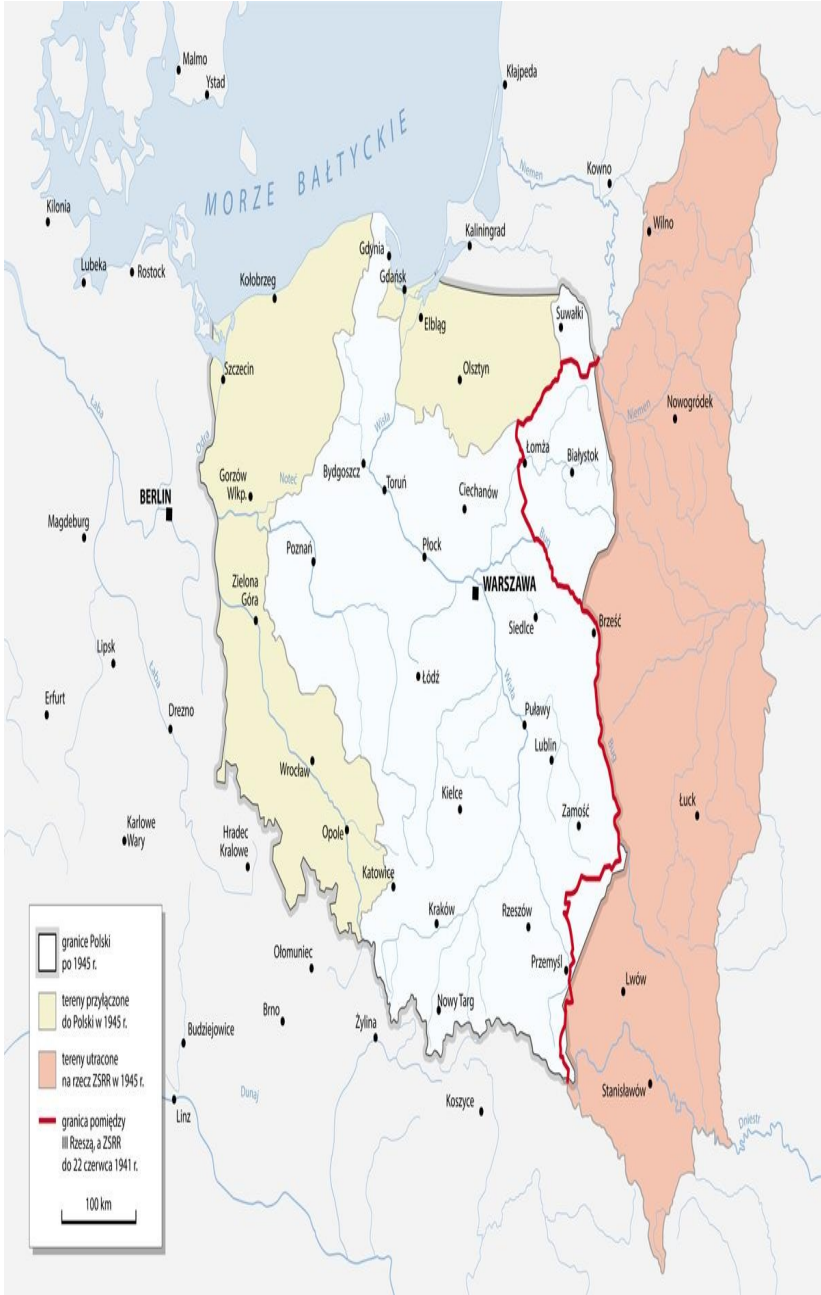 Malmo
Ystad
Kłajpeda
MORZE BAŁTYCKIE
Niemen
Kowno
Kilonia
Wilno
Gdynia
Kaliningrad
Lubeka
Rostock
Kołobrzeg
Gdańsk
Elbląg
Suwałki
Szczecin
Olsztyn
Łaba
Wisła
Niemen
Nowogródek
Odra
Łomża
Białystok
Bydgoszcz
Toruń
Gorzów
Wlkp.
Noteć
Ciechanów
BERLIN
Magdeburg
Poznań
Płock
Bug
WARSZAWA
Zielona
Góra
Siedlce
Brześć
Lipsk
Łaba
Łódź
Wisła
Erfurt
Drezno
Puławy
Lublin
Bug
Wrocław
Kielce
Zamość
Łuck
Karlowe
Wary
Hradec
Kralowe
Opole
Katowice
Kraków
Rzeszów
Przemyśl
Ołomuniec
Lwów
Nowy Targ
Brno
Żylina
Budziejowice
Stanisławów
Dunaj
Linz
Koszyce
Dniestr
granice Polski
po 1945 r.
tereny przyłączone
do Polski w 1945 r.
tereny utracone
na rzecz ZSRR w 1945 r.
granica pomiędzy
III Rzeszą, a ZSRR
do 22 czerwca 1941 r.
100 km